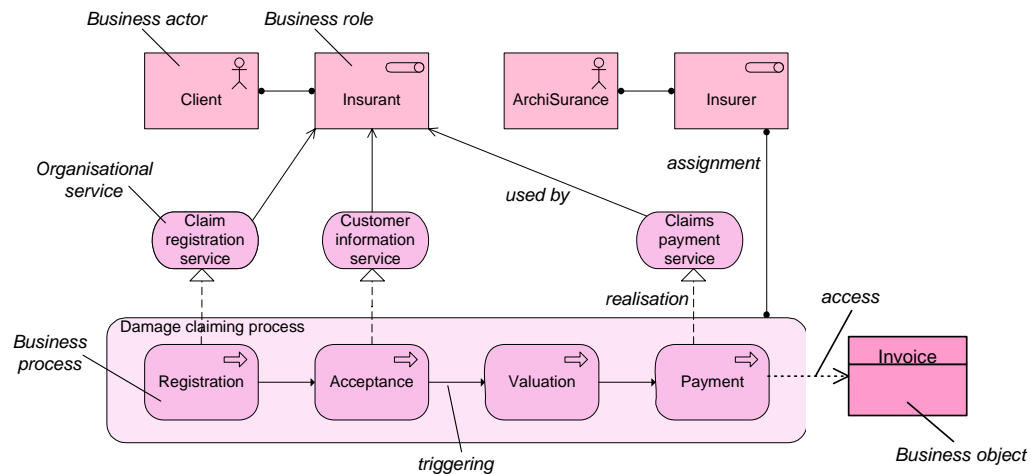 Business actor
Business role
Client
Insurant
ArchiSurance
Insurer
assignment
Organisational
service
used by
Claim
registration
service
Customer
information
service
Claims
payment
service
realisation
access
Damage claiming process
Business
process
Registration
Acceptance
Valuation
Payment
Invoice
triggering
Business object